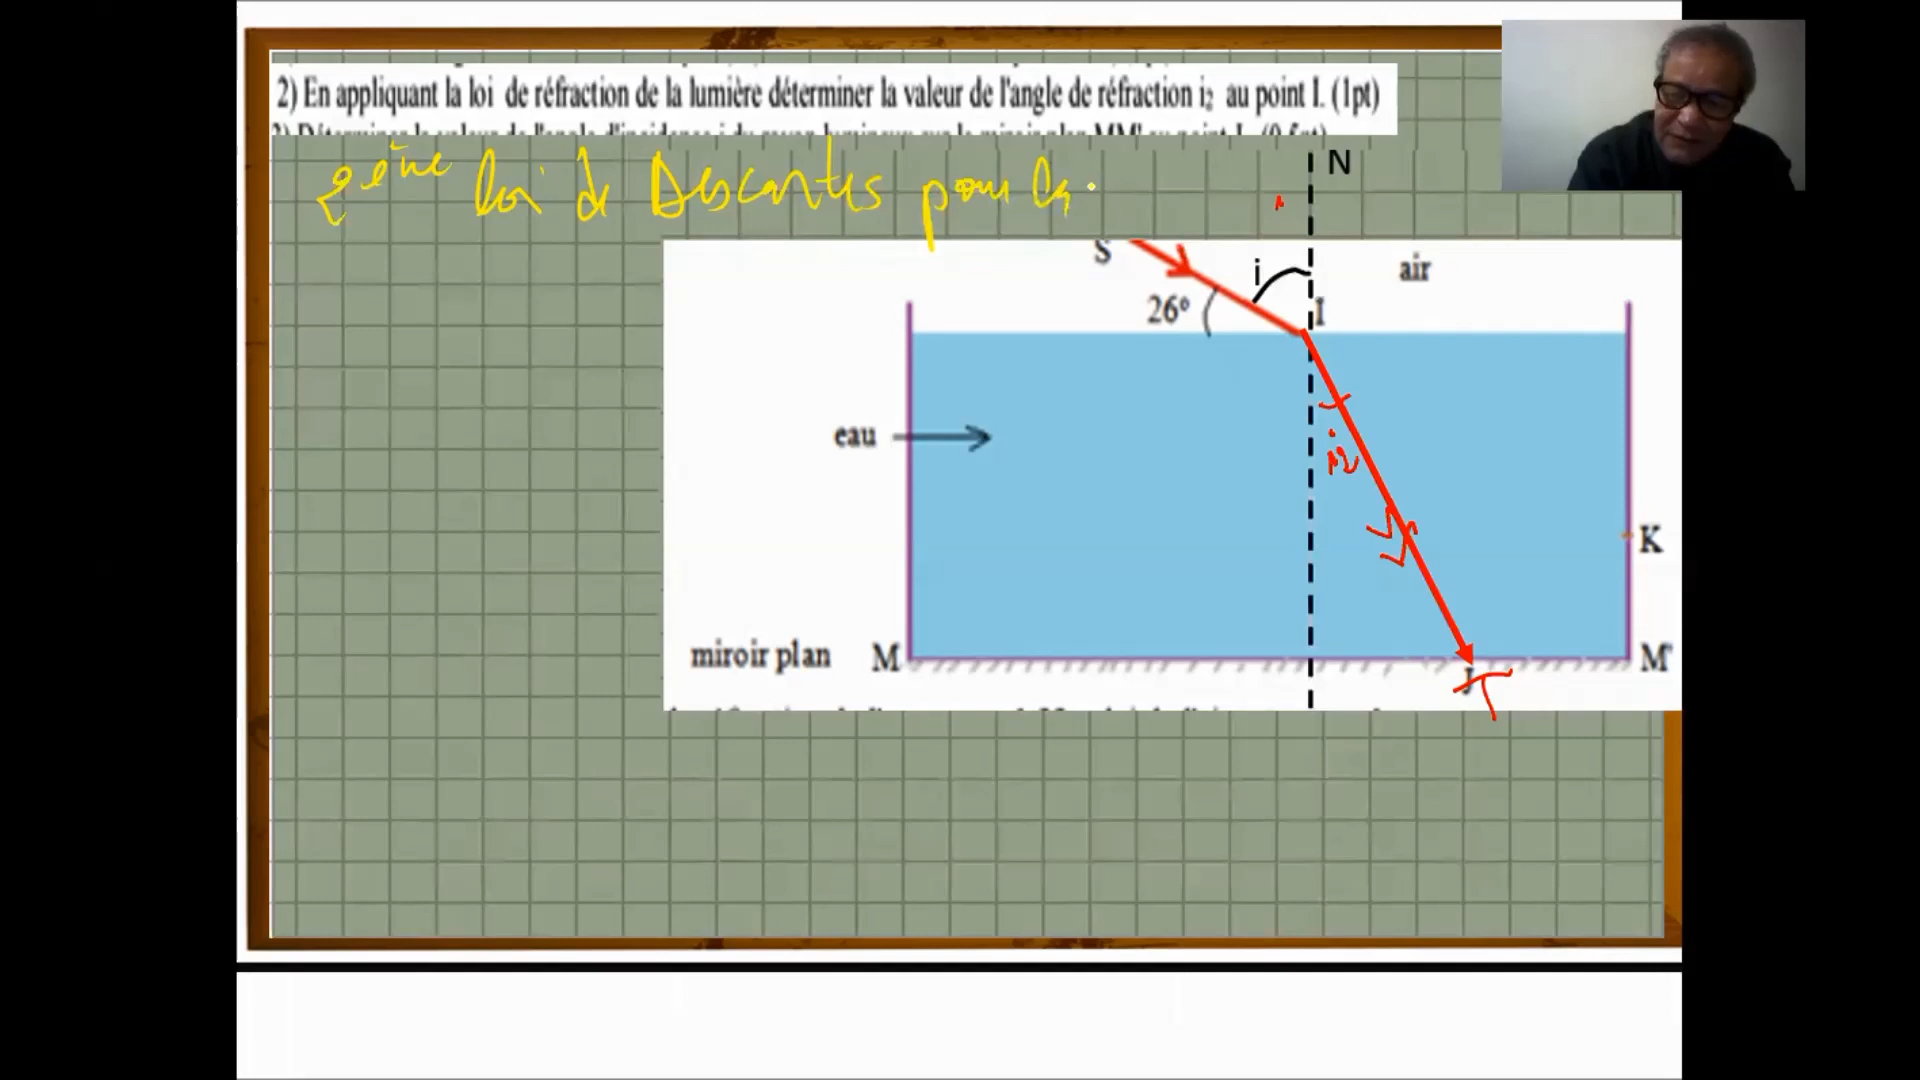 2) En appliquant la loi de réfraction de la lumière déterminer la valeur de l'angle de réfraction i2 au point I. (1pt)
2ème loi de Descartes pour la
N
S
i
air
26°
I
eau
i2
K
miroir plan
M
J
M'